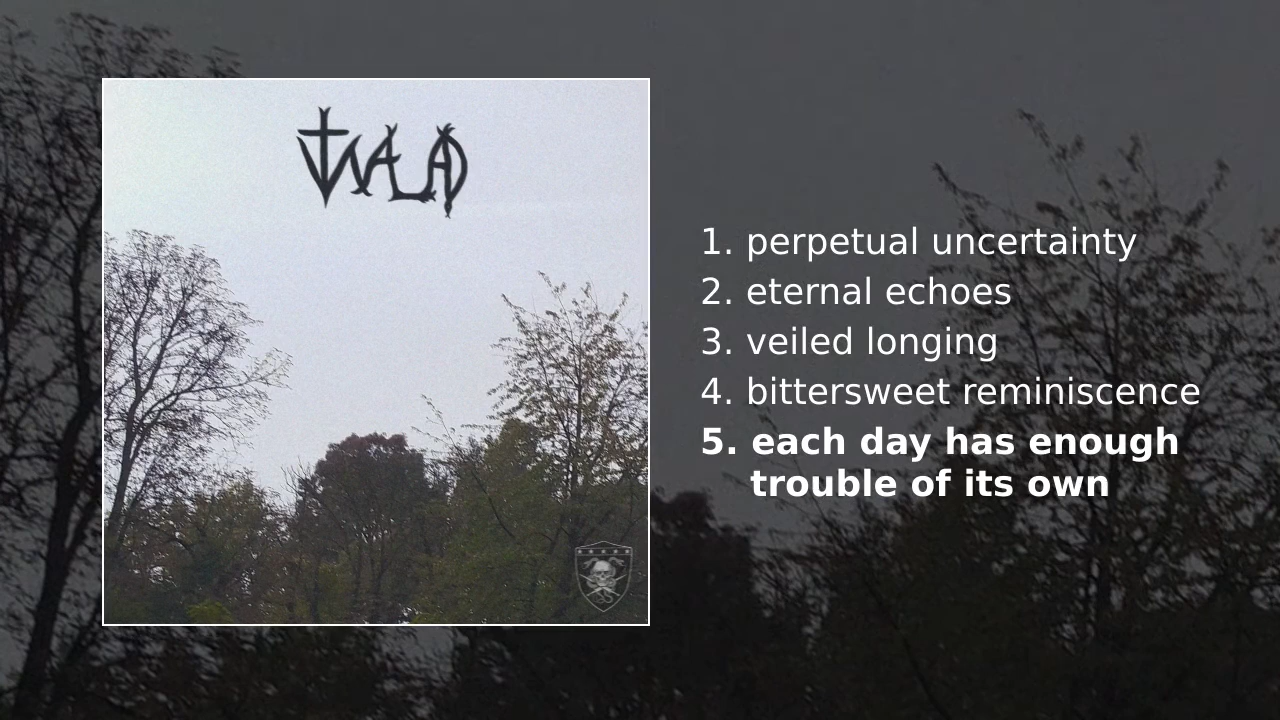 1. perpetual uncertainty
2. eternal echoes
3. veiled longing
4. bittersweet reminiscence
5. each day has enough
trouble of its own